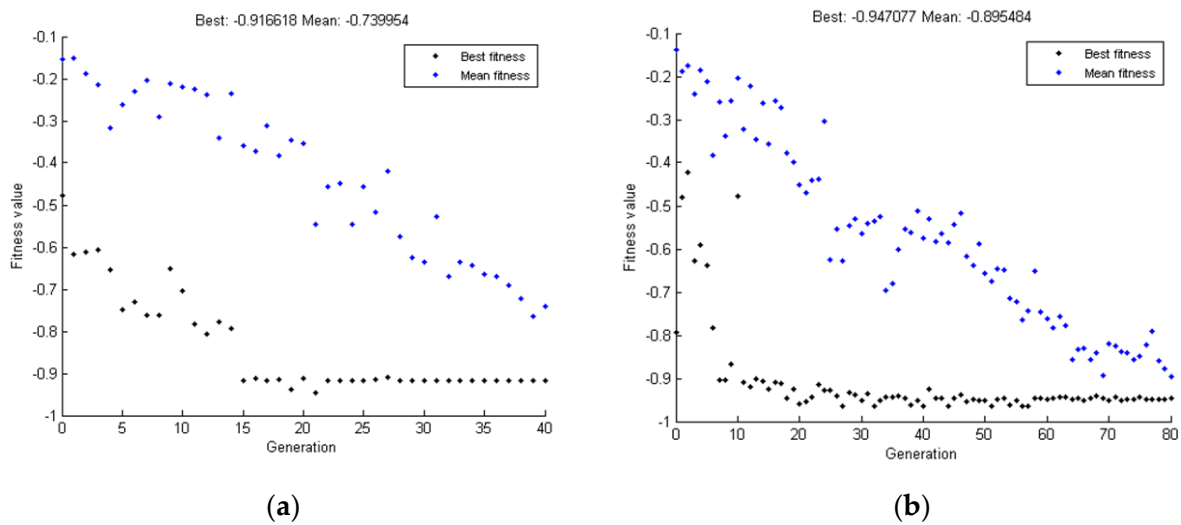 Best: -0.916618 Mean: -0.739954
-0.1
-0.2
-0.3
-0.4
-0.5
-0.6
-0.7
-0.8
-0.9
-1
Fitness value
Best fitness
Mean fitness
0 5 10 15 20 25 30 35 40
Generation
(a)
Best: -0.947077 Mean: -0.895484
-0.1
-0.2
-0.3
-0.4
-0.5
-0.6
-0.7
-0.8
-0.9
-1
Fitness value
Best fitness
Mean fitness
0 10 20 30 40 50 60 70 80
Generation
(b)